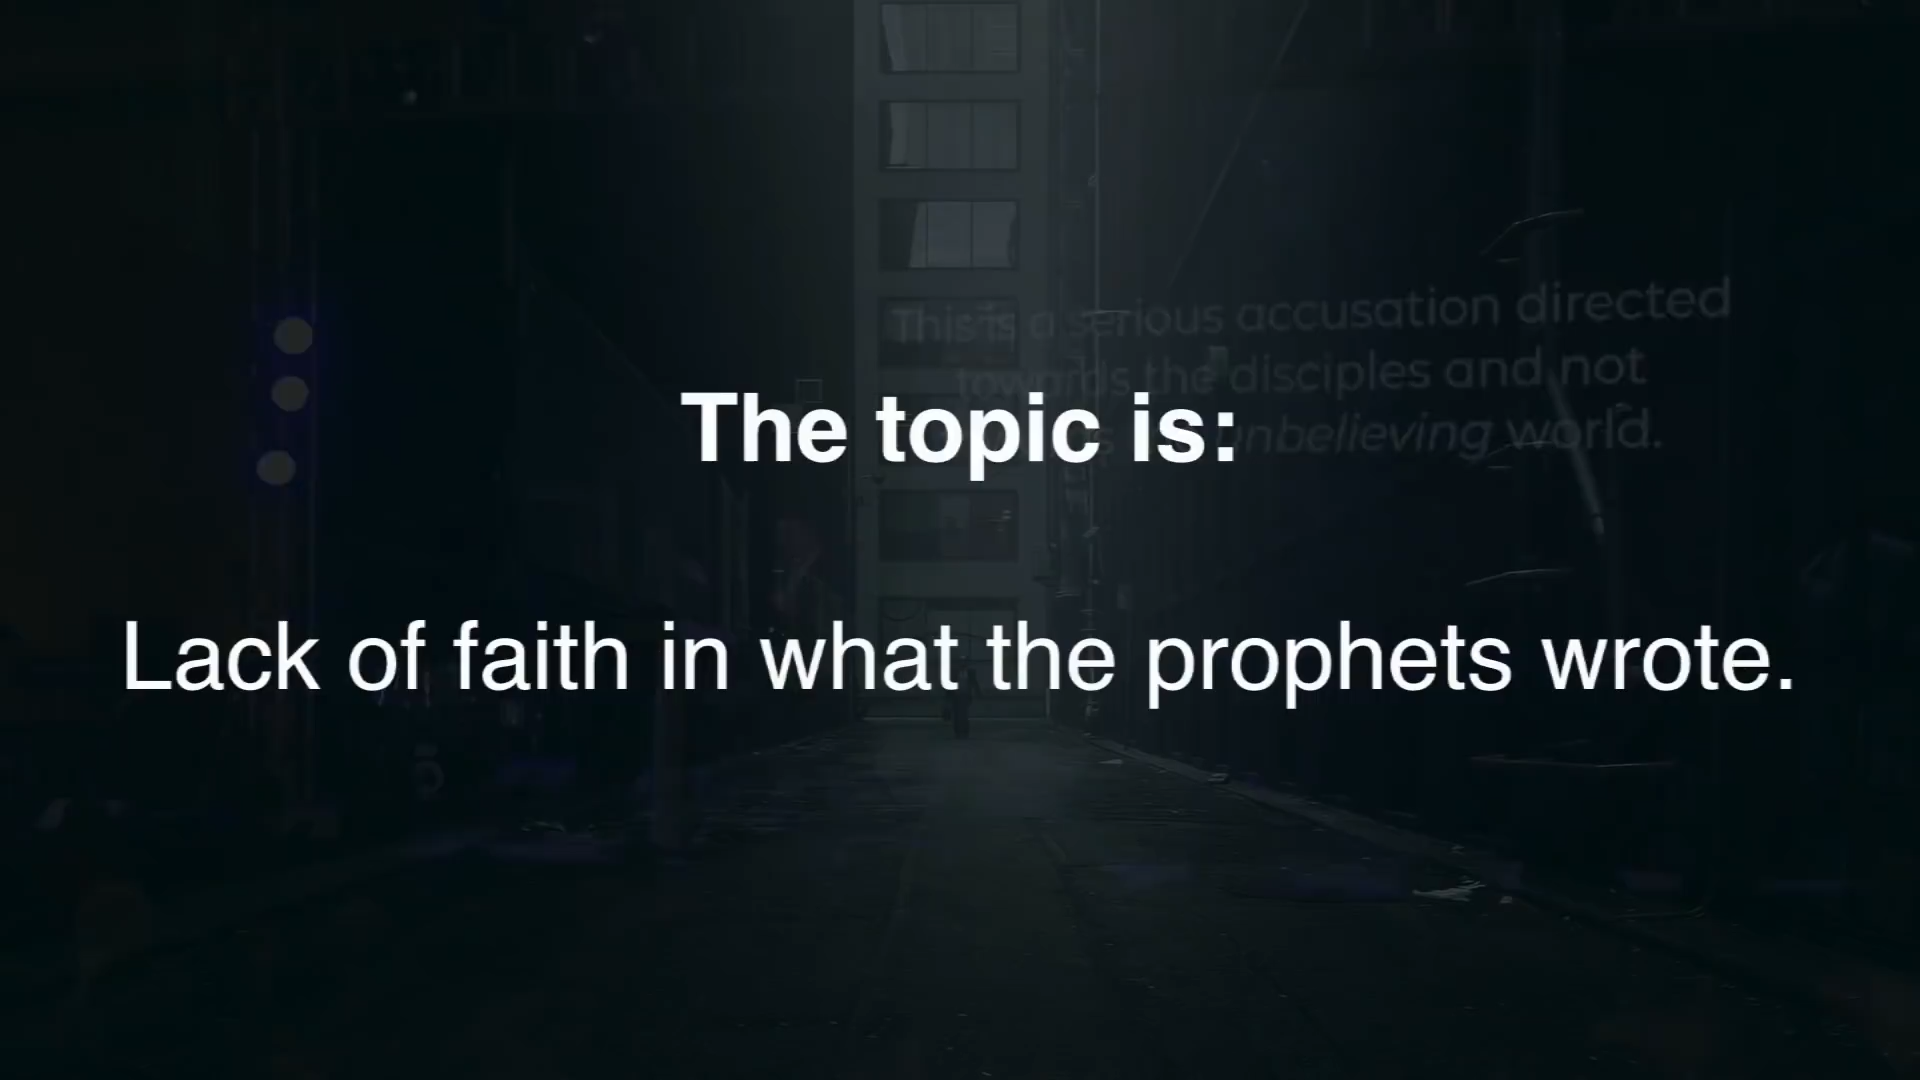 This is a serious accusation directed
towards the disciples and not
unbelieving world.
The topic is:
Lack of faith in what the prophets wrote.